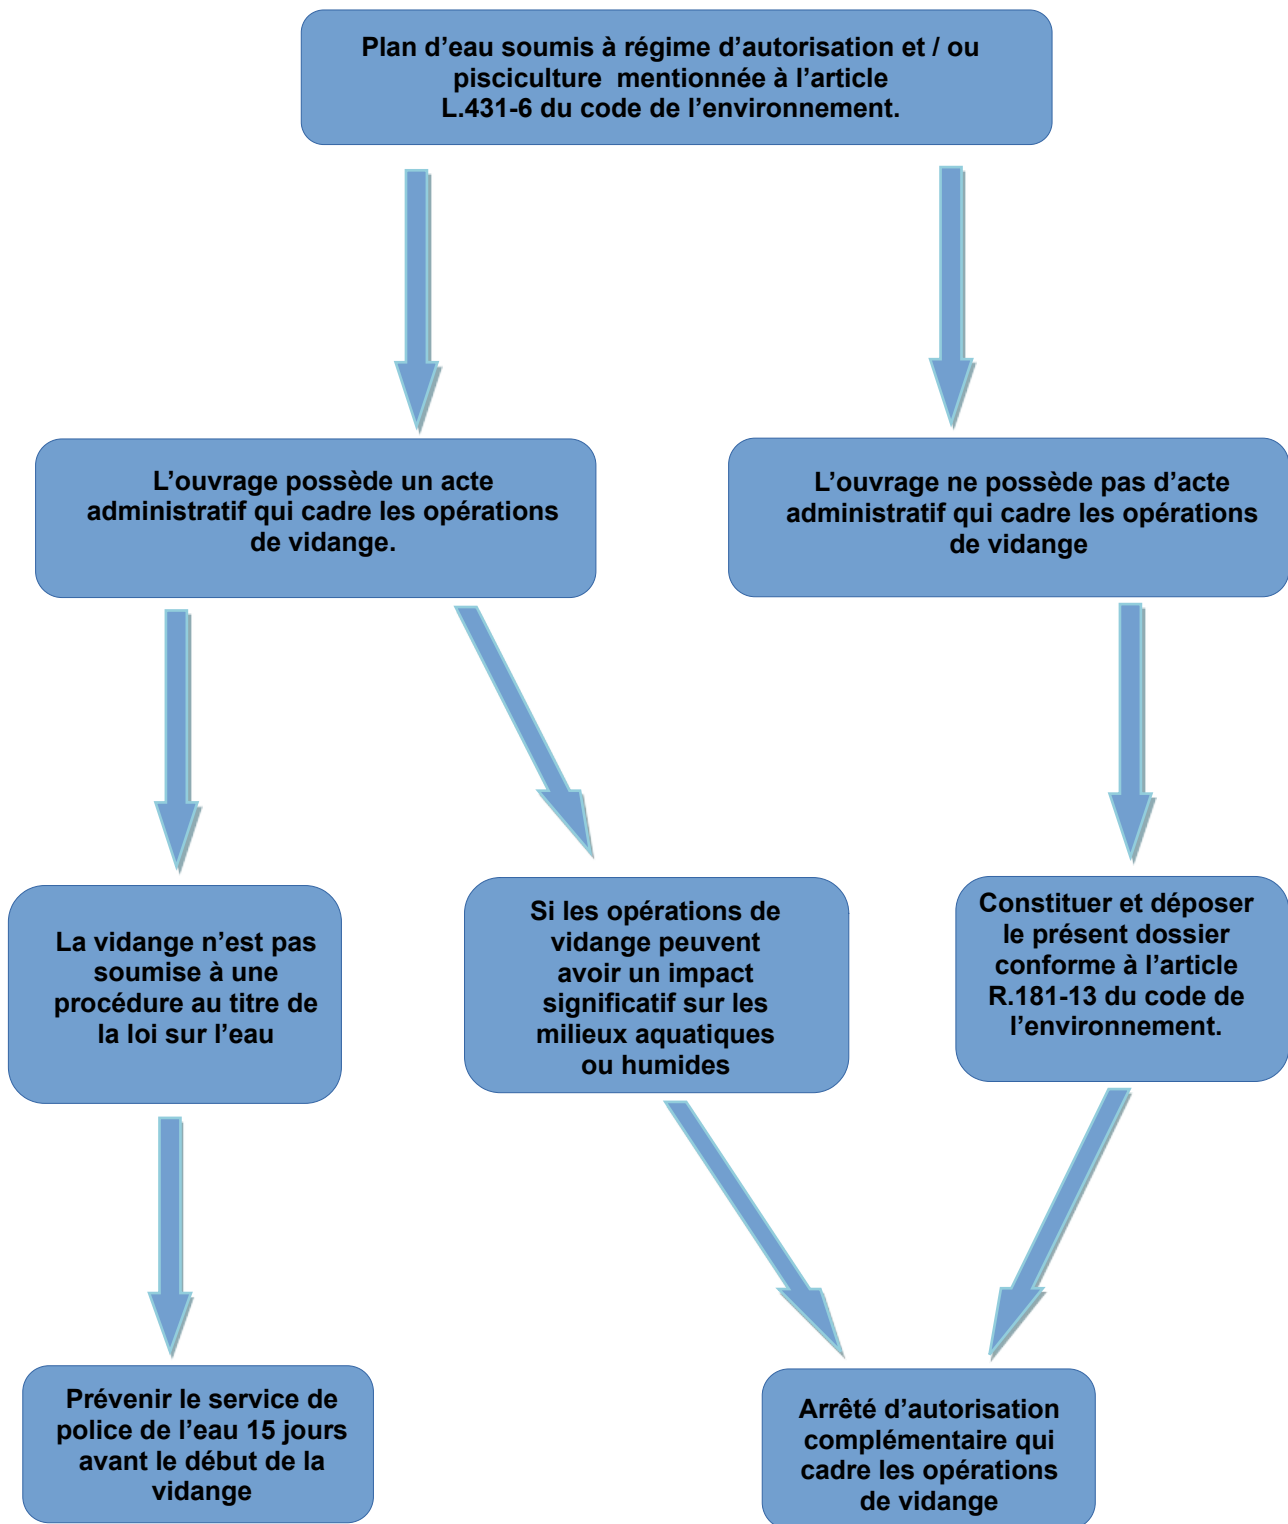 Plan d’eau soumis à régime d’autorisation et / ou
pisciculture mentionnée à l’article
L.431-6 du code de l’environnement.
L’ouvrage possède un acte
administratif qui cadre les opérations
de vidange.
L’ouvrage ne possède pas d’acte
administratif qui cadre les opérations
de vidange
La vidange n’est pas
soumise à une
procédure au titre de
la loi sur l’eau
Si les opérations de
vidange peuvent
avoir un impact
significatif sur les
milieux aquatiques
ou humides
Constituer et déposer
le présent dossier
conforme à l’article
R.181-13 du code de
l’environnement.
Prévenir le service de
police de l’eau 15 jours
avant le début de la
vidange
Arrêté d’autorisation
complémentaire qui
cadre les opérations
de vidange